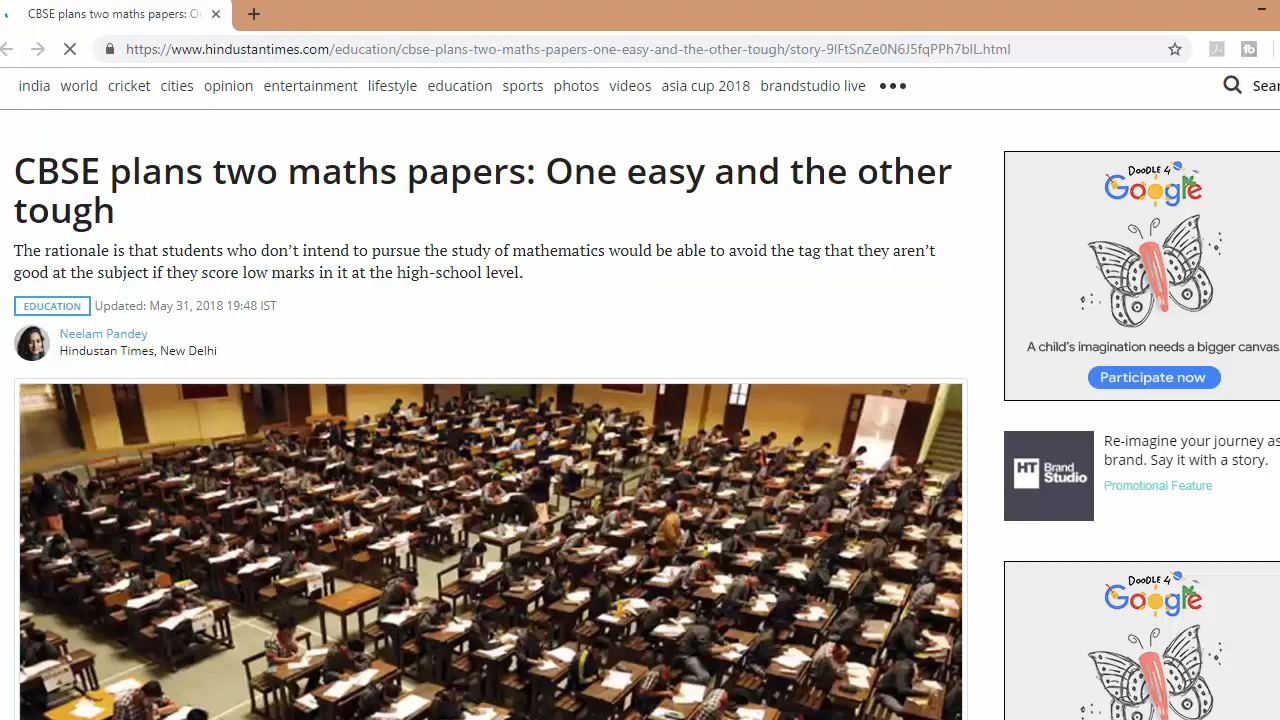 CBSE plans two maths papers: O
https://www.hindustantimes.com/education/cbse-plans-two-maths-papers-one-easy-and-the-other-tough/story-9IFtSnZe0N6J5fqPPh7blL.html
india world cricket cities opinion entertainment lifestyle education sports photos videos asia cup 2018 brandstudio live ••• Sear
CBSE plans two maths papers: One easy and the other
tough
The rationale is that students who don’t intend to pursue the study of mathematics would be able to avoid the tag that they aren’t
good at the subject if they score low marks in it at the high-school level.
EDUCATION Updated: May 31, 2018 19:48 IST
Neelam Pandey
Hindustan Times, New Delhi
DOODLE 4
Google
A child’s imagination needs a bigger canvas.
Participate now
HT Brand
Studio
Re-imagine your journey as
brand. Say it with a story.
Promotional Feature
DOODLE 4
Google